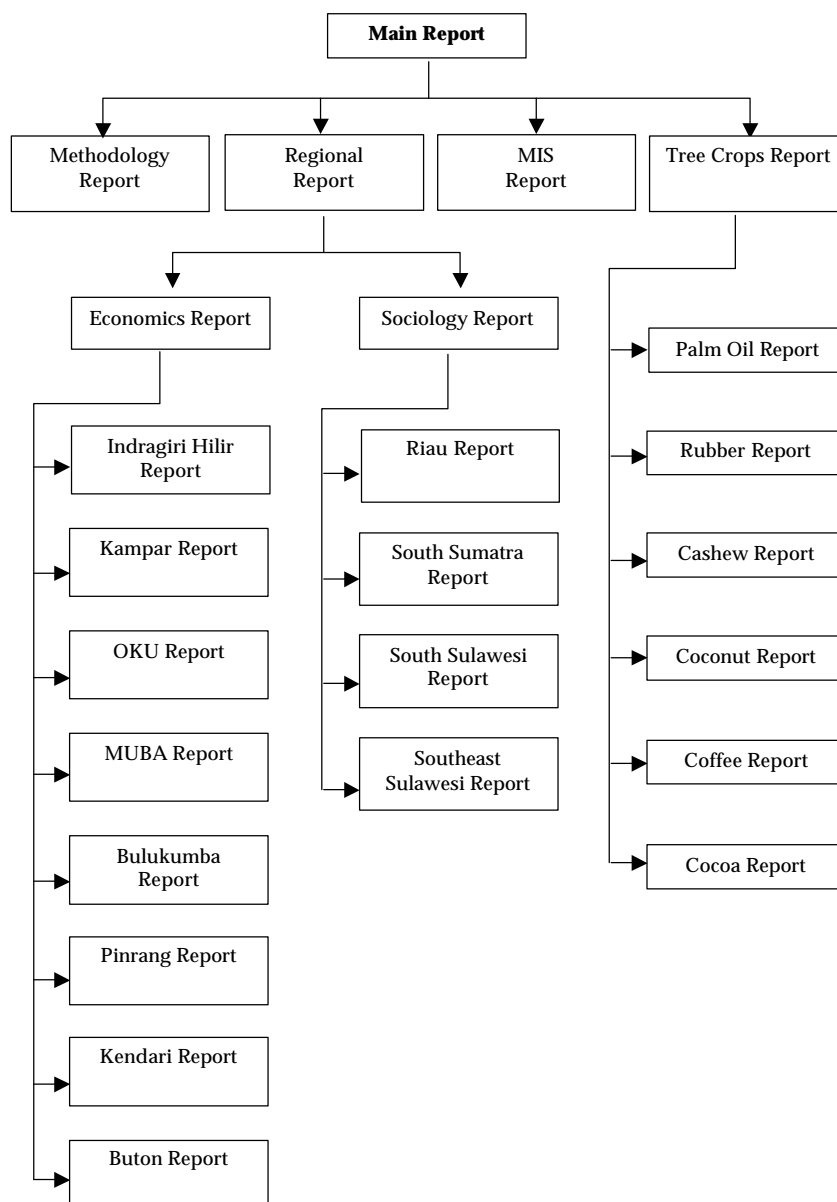 Main Report
Methodology
Report
Regional
Report
MIS
Report
Tree Crops Report
Economics Report
Sociology Report
Indragiri Hilir
Report
Kampar Report
OKU Report
MUBA Report
Bulukumba
Report
Pinrang Report
Kendari Report
Buton Report
Riau Report
South Sumatra
Report
South Sulawesi
Report
Southeast
Sulawesi Report
Palm Oil Report
Rubber Report
Cashew Report
Coconut Report
Coffee Report
Cocoa Report